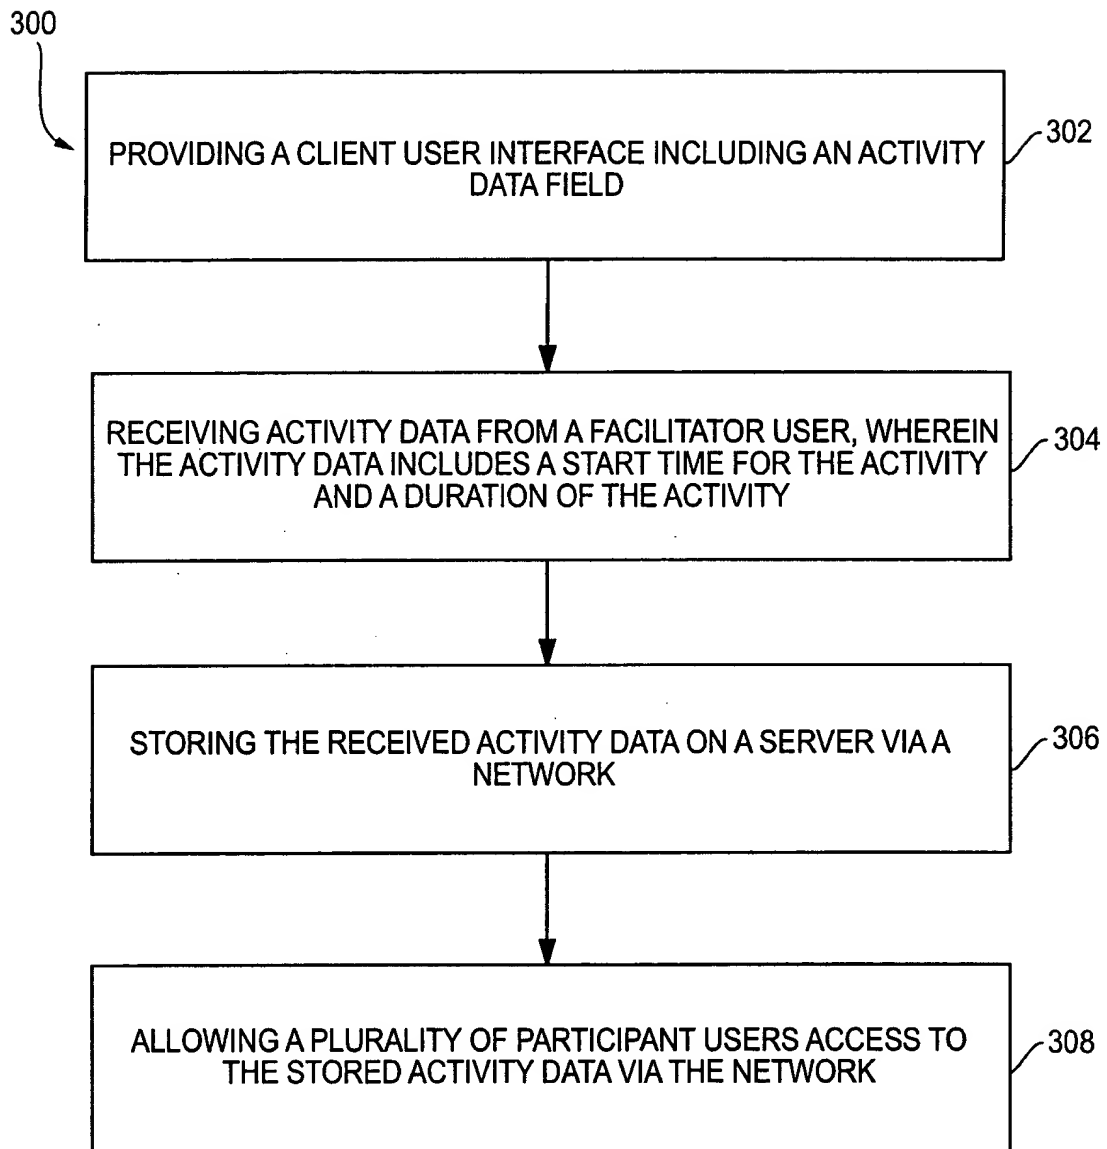 300
PROVIDING A CLIENT USER INTERFACE INCLUDING AN ACTIVITY
DATA FIELD
302
RECEIVING ACTIVITY DATA FROM A FACILITATOR USER, WHEREIN
THE ACTIVITY DATA INCLUDES A START TIME FOR THE ACTIVITY
AND A DURATION OF THE ACTIVITY
304
STORING THE RECEIVED ACTIVITY DATA ON A SERVER VIA A
NETWORK
306
ALLOWING A PLURALITY OF PARTICIPANT USERS ACCESS TO
THE STORED ACTIVITY DATA VIA THE NETWORK
308